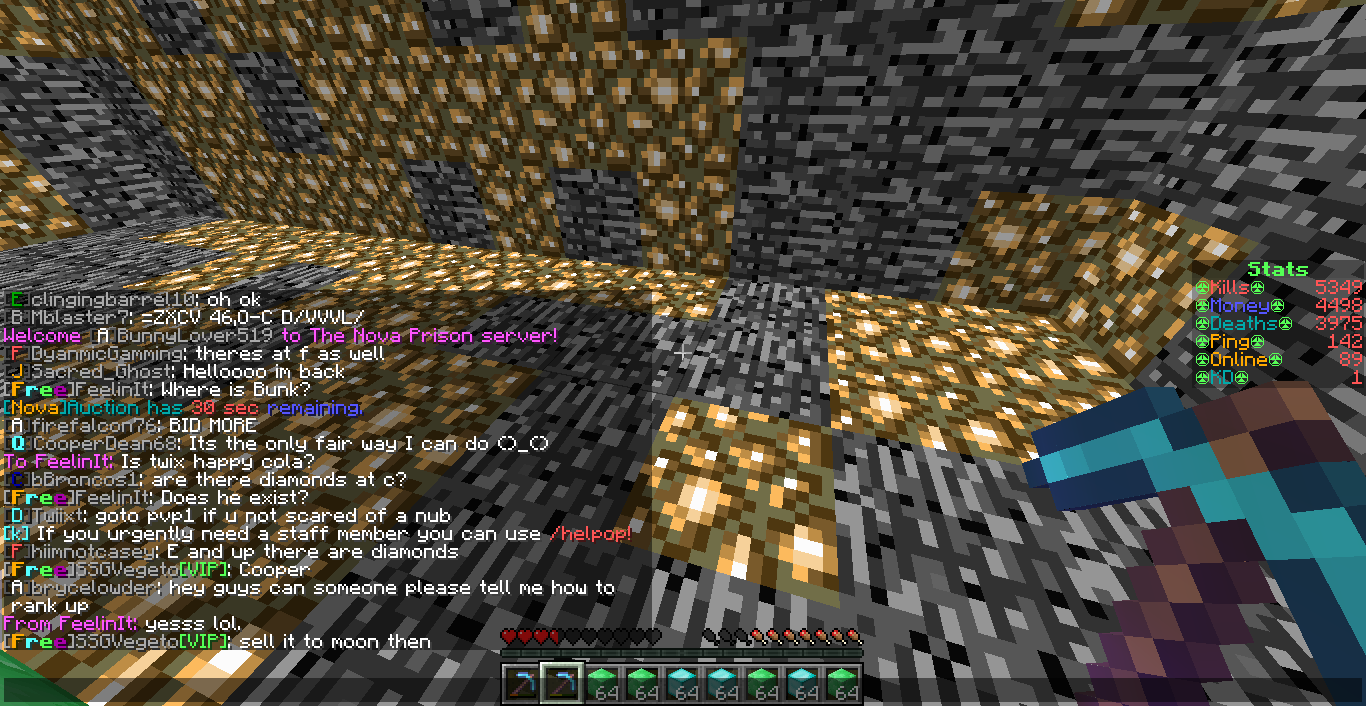 [E]clingingbarrel10: oh ok
[B]Mblaster7: =ZXCV 46,0-C D/VVVL/
Welcome [A]BunnyLover519 to The Nova Prison server!
[F]DyanmicGamming: theres at f as well
[J]Sacred_Ghost: Helloooo im back
[Free]FeelinIt: Where is Bunk?
[Nova]Auction has 30 sec remaining.
[A]firefalcon76: BID MORE
[Q]CooperDean68: Its the only fair way I can do ()_()
To FeelinIt: Is twix happy cola?
[C]bBroncos1: are there diamonds at c?
[Free]FeelinIt: Does he exist?
[D]Twiixt: goto pvp1 if u not scared of a nub
[k] If you urgently need a staff member you can use /helpop!
[F]hiimnotcasey: E and up there are diamonds
[Free]SSGVegeto[VIP]: Cooper
[A]brycelowder: hey guys can someone please tell me how to
rank up
From FeelinIt: yesss lol.
[Free]SSGVegeto[VIP]: sell it to moon then
Stats
Kills 5349
Money 4498
Deaths 3975
Ping 142
Online 89
KD 1
64 64 64 64 64 64 64